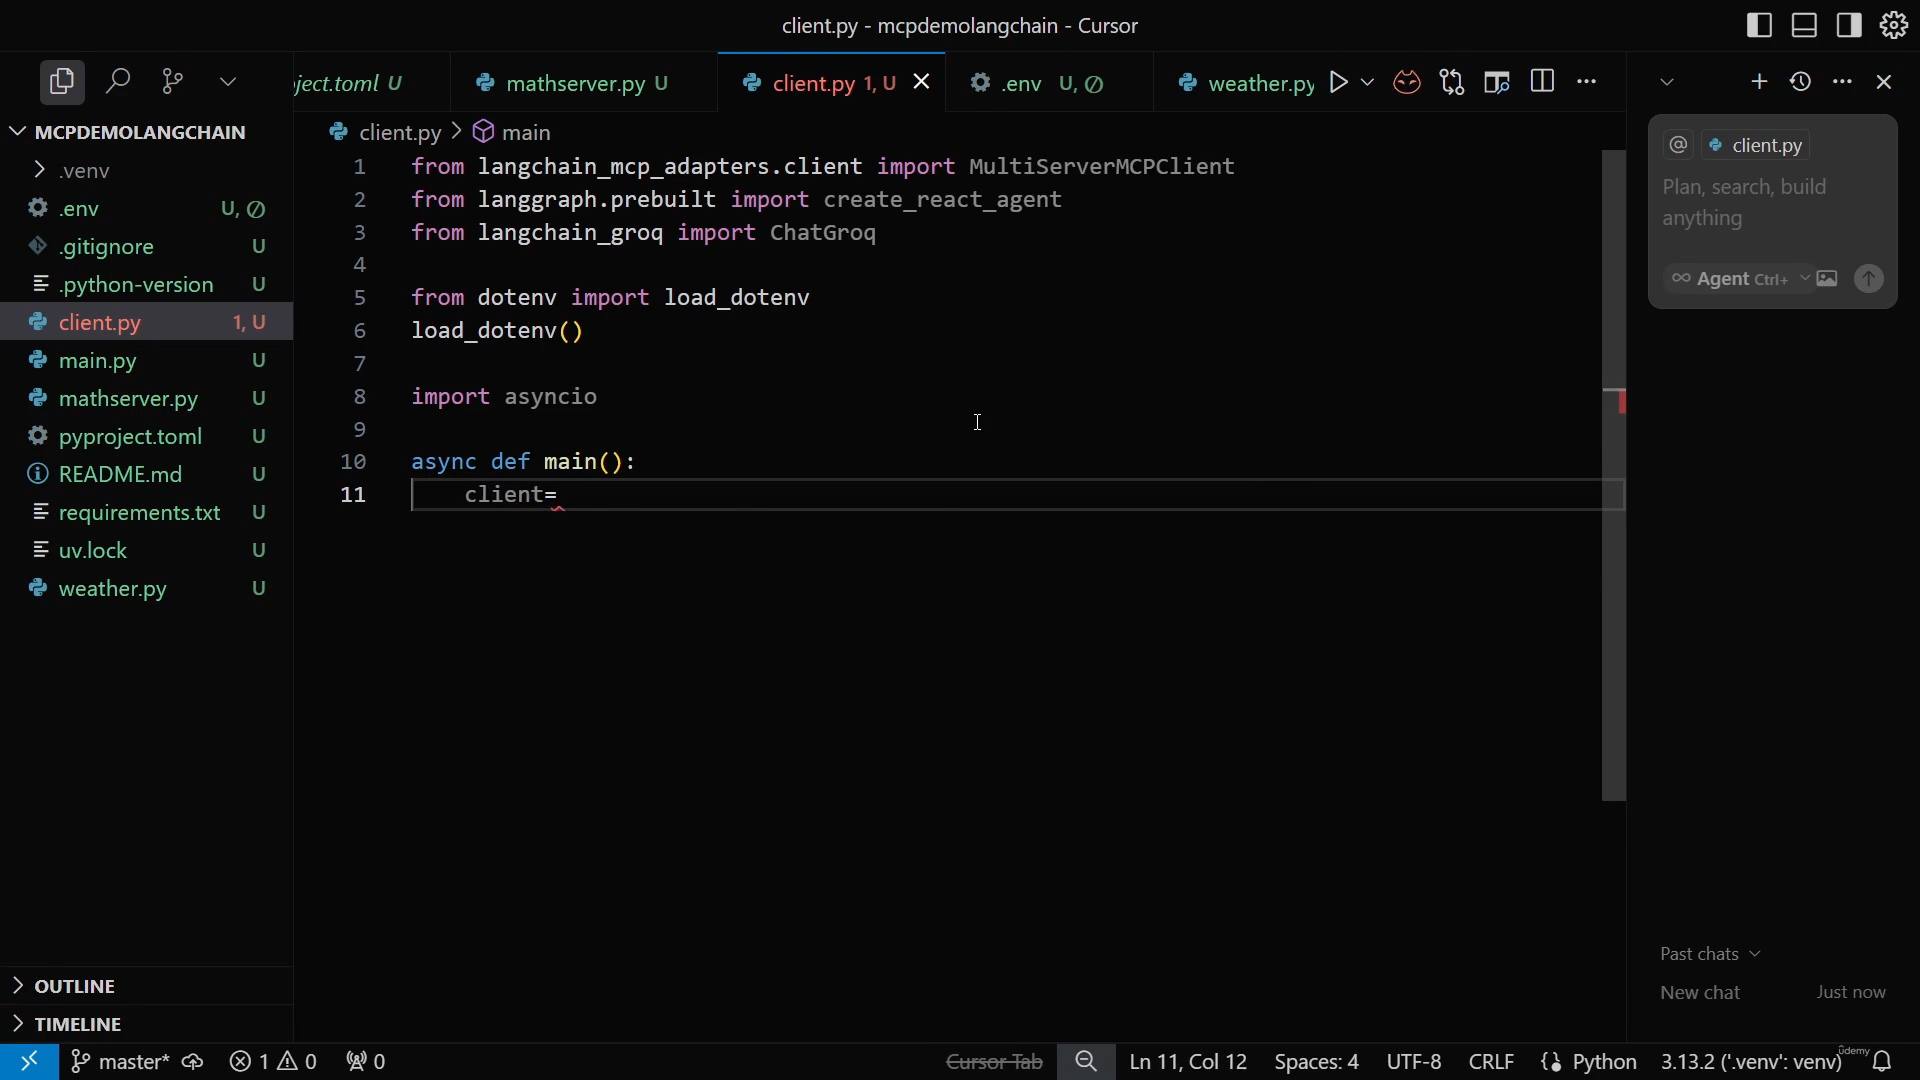 client.py - mcpdemolangchain - Cursor
ject.toml U
mathserver.py U
client.py 1, U
.env U,
weather.py
MCPDEMOLANGCHAIN
.venv
.env U,
.gitignore U
.python-version U
client.py 1, U
main.py U
mathserver.py U
pyproject.toml U
README.md U
requirements.txt U
uv.lock U
weather.py U
OUTLINE
TIMELINE
client.py > main
1 from langchain_mcp_adapters.client import MultiServerMCPClient
2 from langgraph.prebuilt import create_react_agent
3 from langchain_groq import ChatGroq
4
5 from dotenv import load_dotenv
6 load_dotenv()
7
8 import asyncio
9
10 async def main():
11 client=
@ client.py
Plan, search, build
anything
∞ Agent Ctrl+
Past chats
New chat Just now
master* 1 0 0 Cursor Tab Ln 11, Col 12 Spaces: 4 UTF-8 CRLF {} Python 3.13.2 ('.venv': venv)
ûdemy